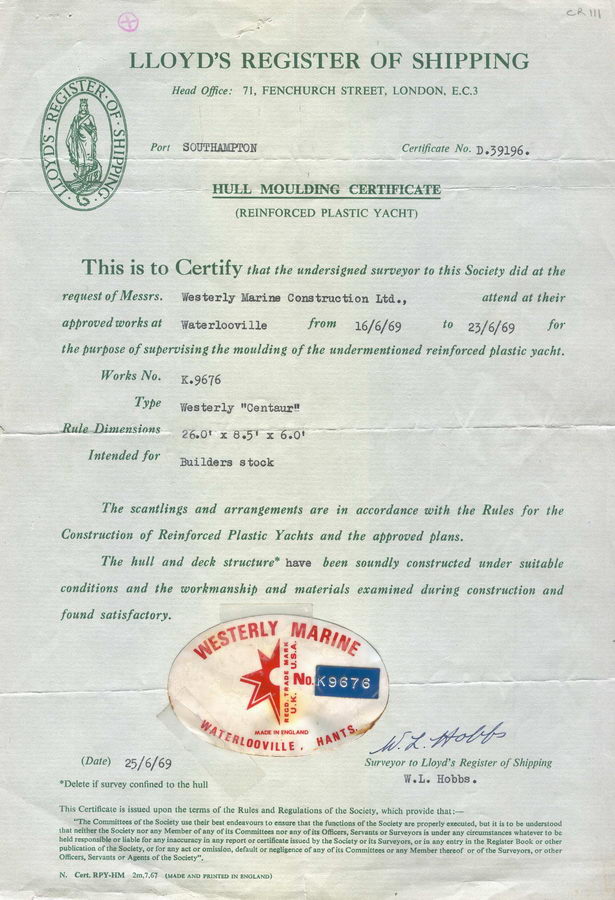 CR 111
LLOYD'S REGISTER OF SHIPPING
Head Office: 71, FENCHURCH STREET, LONDON, E.C.3
LLOYDS · REGISTER · OF · SHIPPING
Port SOUTHAMPTON Certificate No. D.39196.
HULL MOULDING CERTIFICATE
(REINFORCED PLASTIC YACHT)
This is to Certify that the undersigned surveyor to this Society did at the
request of Messrs. Westerly Marine Construction Ltd., attend at their
approved works at Waterlooville from 16/6/69 to 23/6/69 for
the purpose of supervising the moulding of the undermentioned reinforced plastic yacht.
Works No. K.9676
Type Westerly "Centaur"
Rule Dimensions 26.0' x 8.5' x 6.0'
Intended for Builders stock
The scantlings and arrangements are in accordance with the Rules for the
Construction of Reinforced Plastic Yachts and the approved plans.
The hull and deck structure* have been soundly constructed under suitable
conditions and the workmanship and materials examined during construction and
found satisfactory.
WESTERLY MARINE
REGD. TRADE MARK
U.K. U.S.A.
No. K9676
MADE IN ENGLAND
WATERLOOVILLE, HANTS.
W. L. Hobbs
(Date) 25/6/69 Surveyor to Lloyd's Register of Shipping
W.L. Hobbs.
*Delete if survey confined to the hull
This Certificate is issued upon the terms of the Rules and Regulations of the Society, which provide that:—
"The Committees of the Society use their best endeavours to ensure that the functions of the Society are properly executed, but it is to be understood
that neither the Society nor any Member of any of its Committees nor any of its Officers, Servants or Surveyors is under any circumstances whatever to be
held responsible or liable for any inaccuracy in any report or certificate issued by the Society or its Surveyors, or in any entry in the Register Book or other
publication of the Society, or for any act or omission, default or negligence of any of its Committees or any Member thereof or of the Surveyors, or other
Officers, Servants or Agents of the Society".
N. Cert. RPY-HM 2m,7,67 (MADE AND PRINTED IN ENGLAND)